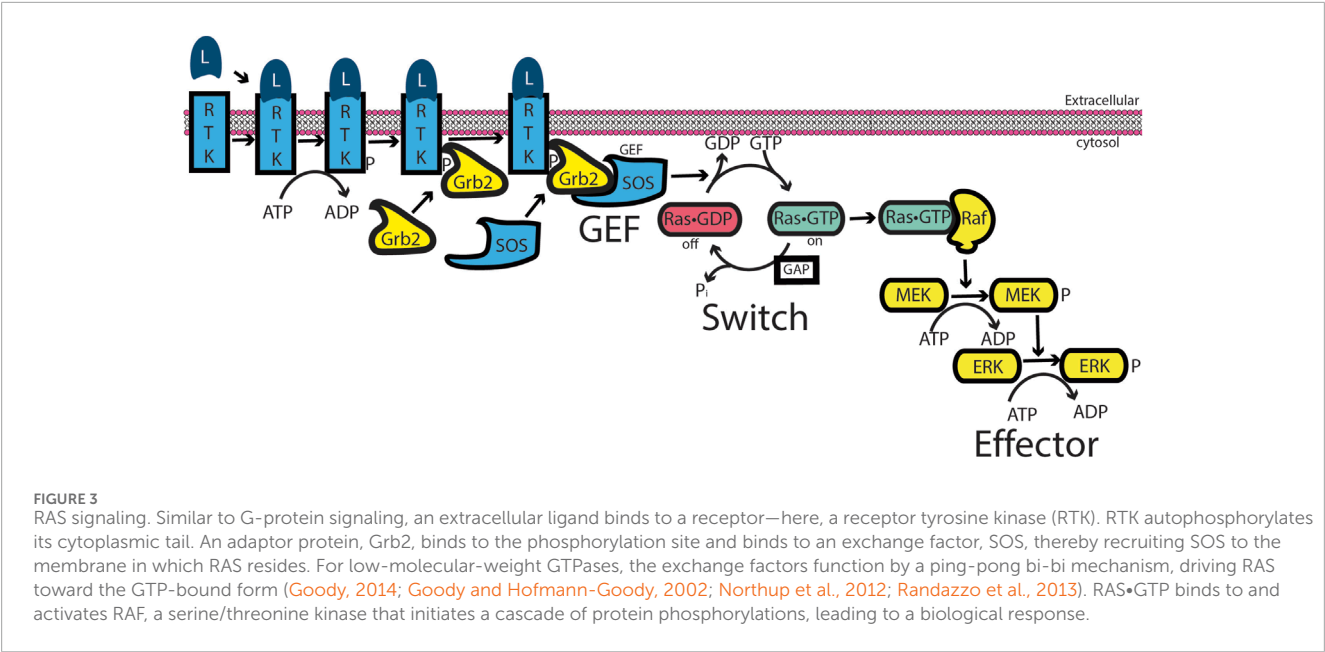 L
L
L
L
L
Extracellular
cytosol
R
T
K
R
T
K
R
T
K
P
R
T
K
P
R
T
K
P
ATP
ADP
Grb2
Grb2
SOS
Grb2
GEF
SOS
GEF
GDP
GTP
Ras•GDP
off
Ras•GTP
on
GAP
Pi
Switch
Ras•GTP
Raf
MEK
MEK
P
ATP
ADP
ERK
ERK
P
ATP
ADP
Effector
FIGURE 3
RAS signaling. Similar to G-protein signaling, an extracellular ligand binds to a receptor—here, a receptor tyrosine kinase (RTK). RTK autophosphorylates
its cytoplasmic tail. An adaptor protein, Grb2, binds to the phosphorylation site and binds to an exchange factor, SOS, thereby recruiting SOS to the
membrane in which RAS resides. For low-molecular-weight GTPases, the exchange factors function by a ping-pong bi-bi mechanism, driving RAS
toward the GTP-bound form (Goody, 2014; Goody and Hofmann-Goody, 2002; Northup et al., 2012; Randazzo et al., 2013). RAS•GTP binds to and
activates RAF, a serine/threonine kinase that initiates a cascade of protein phosphorylations, leading to a biological response.